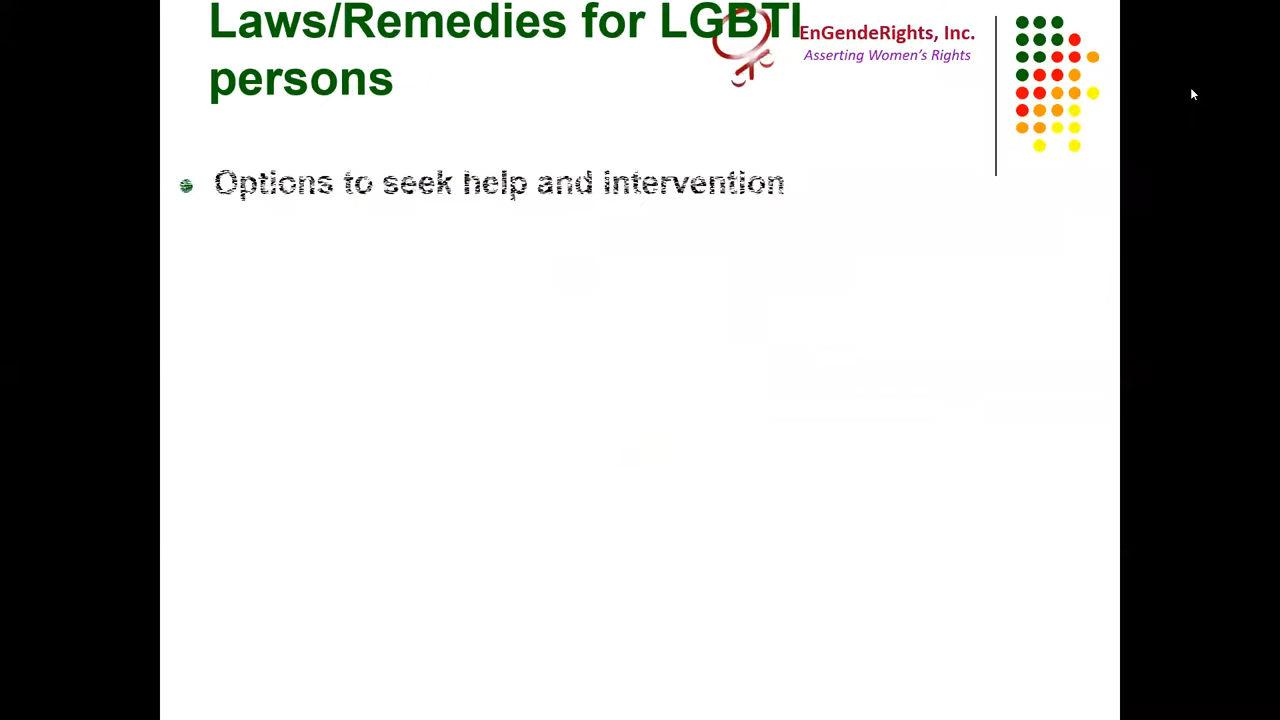 Laws/Remedies for LGBTI
persons
EnGendeRights, Inc.
Asserting Women's Rights
Options to seek help and intervention